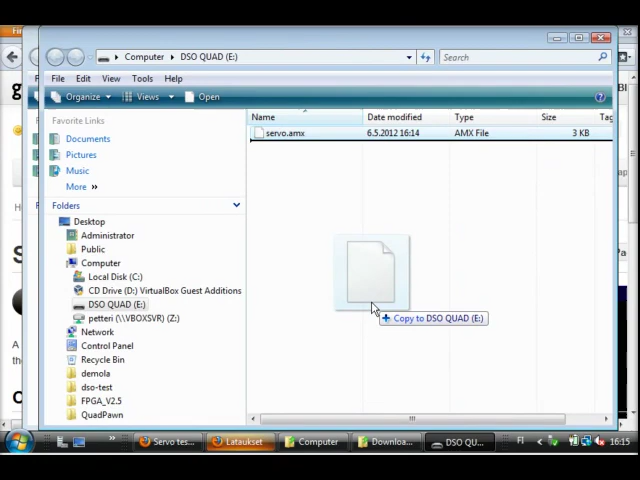 Fi
Computer ▸ DSO QUAD (E:)
Search
File Edit View Tools Help
Organize Views Open
Favorite Links
Documents
Pictures
Music
More
Folders
Desktop
Administrator
Public
Computer
Local Disk (C:)
CD Drive (D:) VirtualBox Guest Additions
DSO QUAD (E:)
petteri (\\VBOXSVR) (Z:)
Network
Control Panel
Recycle Bin
demola
dso-test
FPGA_V2.5
QuadPawn
Name Date modified Type Size Tag
servo.amx 6.5.2012 16:14 AMX File 3 KB
Copy to DSO QUAD (E:)
Servo tes... Lataukset Computer Downloa... DSO QU... FI 16:15